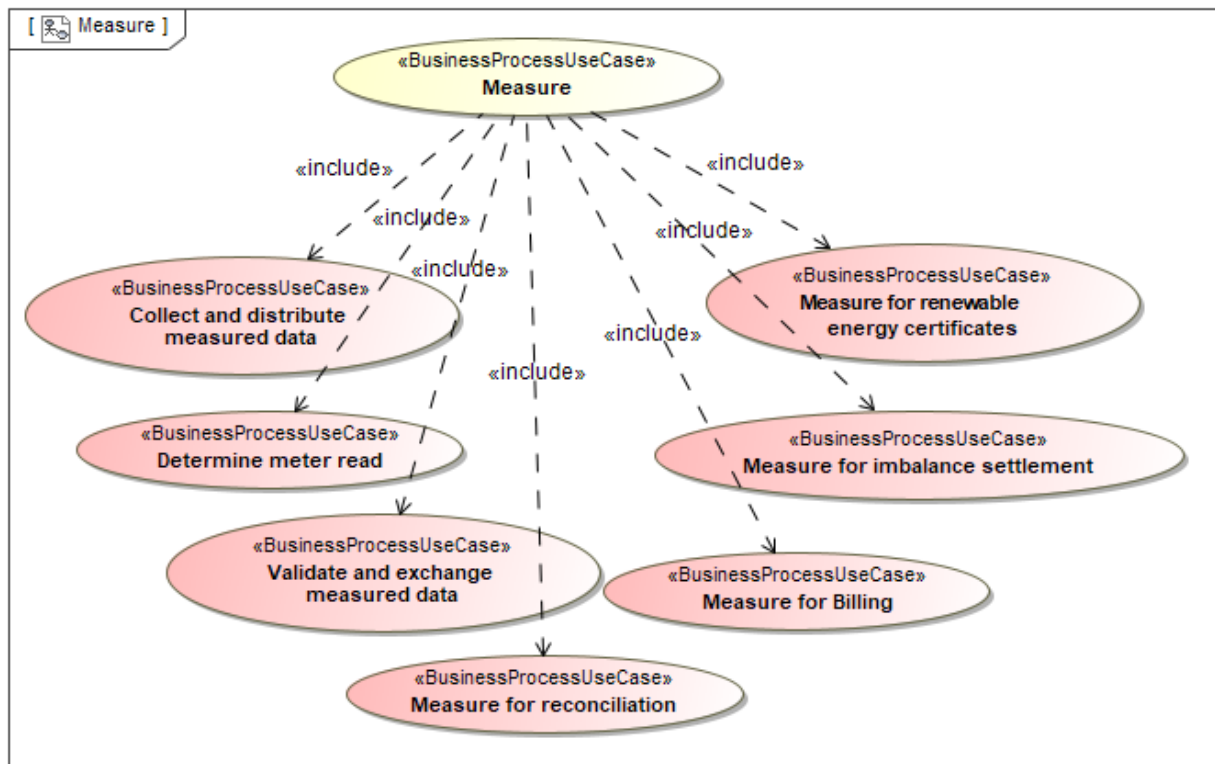 [ Measure ]
«BusinessProcessUseCase»
Measure
«include»
«include»
«include»
«include»
«include»
«include»
«include»
«BusinessProcessUseCase»
Collect and distribute
measured data
«BusinessProcessUseCase»
Measure for renewable
energy certificates
«BusinessProcessUseCase»
Determine meter read
«BusinessProcessUseCase»
Measure for imbalance settlement
«BusinessProcessUseCase»
Validate and exchange
measured data
«BusinessProcessUseCase»
Measure for Billing
«BusinessProcessUseCase»
Measure for reconciliation